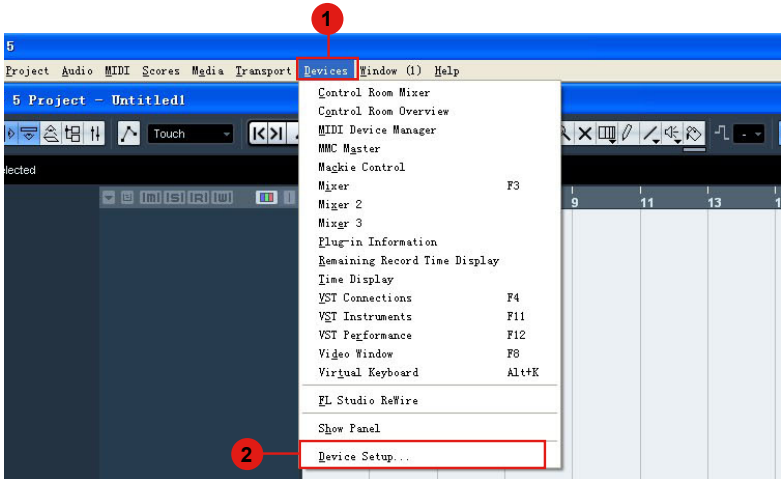 1
5
Project Audio MIDI Scores Media Transport Devices Window (1) Help
5 Project - Untitled1
Touch
elected
Control Room Mixer
Control Room Overview
MIDI Device Manager
MMC Master
Mackie Control
Mixer F3
Mixer 2
Mixer 3
Plug-in Information
Remaining Record Time Display
Time Display
VST Connections F4
VST Instruments F11
VST Performance F12
Video Window F8
Virtual Keyboard Alt+K
FL Studio ReWire
Show Panel
2 Device Setup...
[m] [S] [R] [W]
9 11 13 1